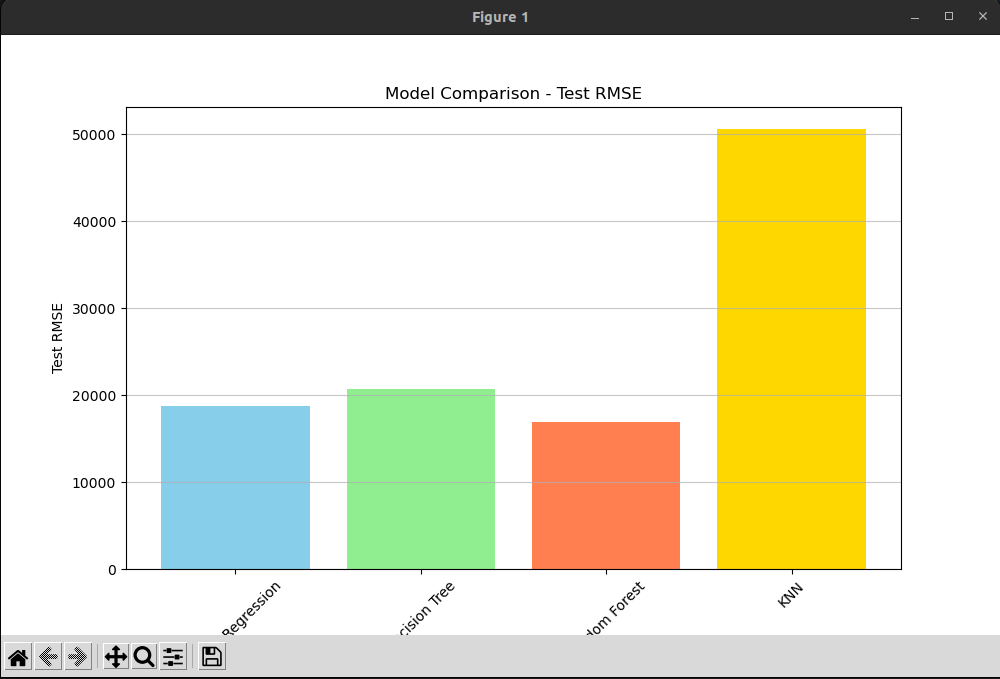 Figure 1
Model Comparison - Test RMSE
50000
40000
30000
20000
10000
0
Test RMSE
Regression
cision Tree
dom Forest
KNN